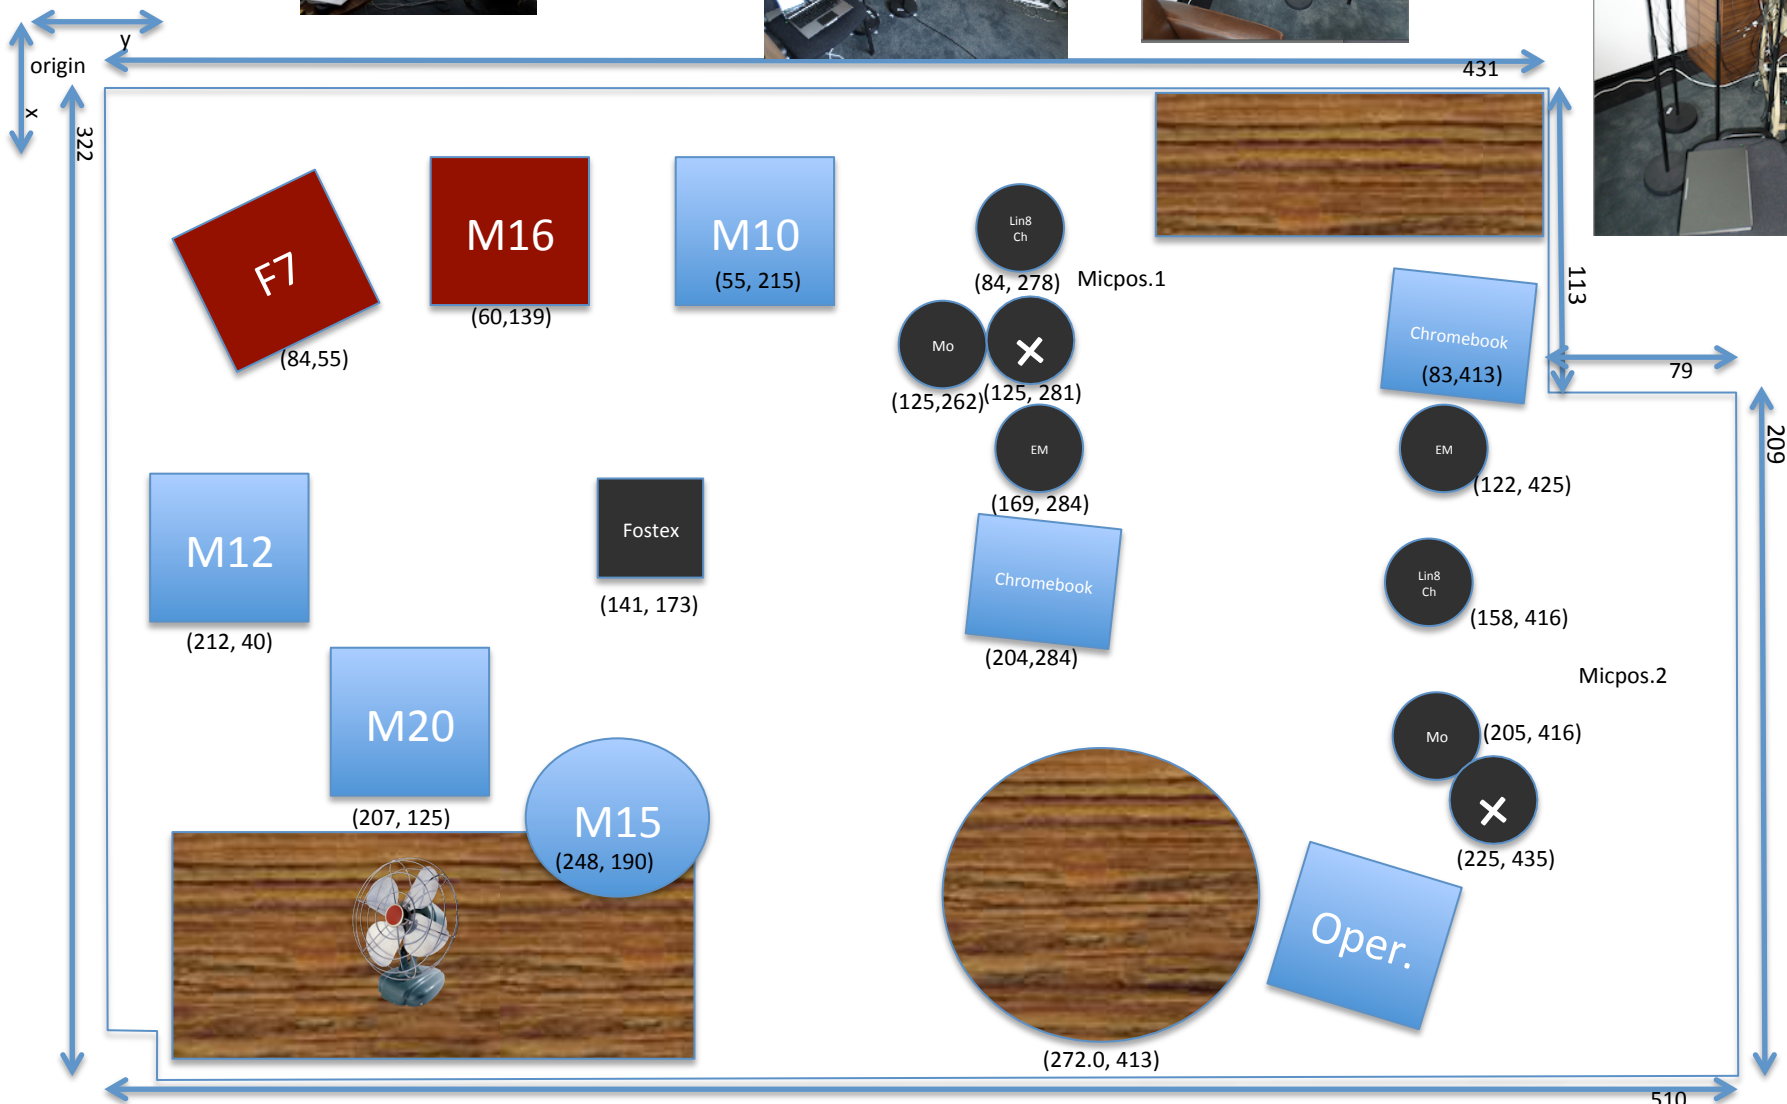 y
origin
x
431
322
F7
(84,55)
M16
(60,139)
M10
(55, 215)
Lin8
Ch
(84, 278)
Micpos.1
Mo
(125,262)
×
(125, 281)
EM
(169, 284)
Chromebook
(204,284)
113
79
209
Chromebook
(83,413)
EM
(122, 425)
Lin8
Ch
(158, 416)
Micpos.2
Mo
(205, 416)
×
(225, 435)
Oper.
M12
(212, 40)
Fostex
(141, 173)
M20
(207, 125)
M15
(248, 190)
(272.0, 413)
510